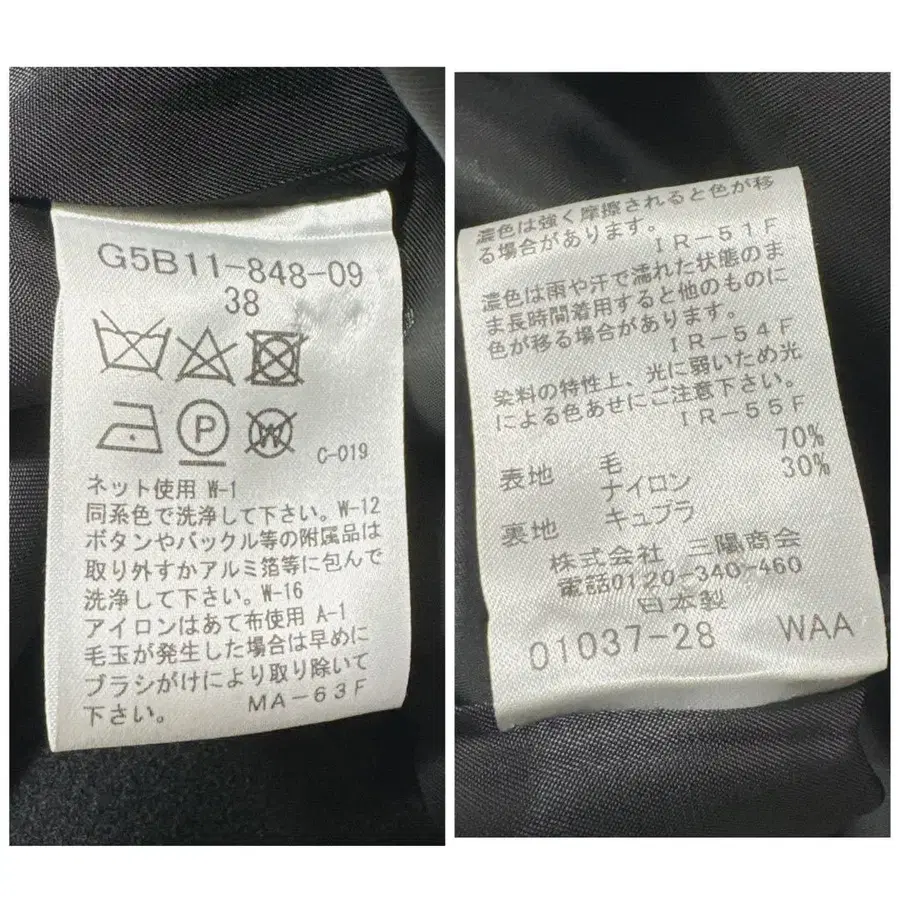 G5B11-848-09
38
P
W
C-019
ネット使用 W-1
同系色で洗浄して下さい。W-12
ボタンやバックル等の附属品は
取り外すかアルミ箔等に包んで
洗浄して下さい。W-16
アイロンはあて布使用 A-1
毛玉が発生した場合は早めに
ブラシがけにより取り除いて
下さい。 MA-63F
濃色は強く摩擦されると色が移
る場合があります。
IR-51F
濃色は雨や汗で濡れた状態のま
ま長時間着用すると他のものに
色が移る場合があります。
IR-54F
染料の特性上、光に弱いため光
による色あせにご注意下さい。
IR-55F
表地 毛 70%
ナイロン 30%
裏地 キュプラ
株式会社 三陽商会
電話0120-340-460
日本製
01037-28 WAA